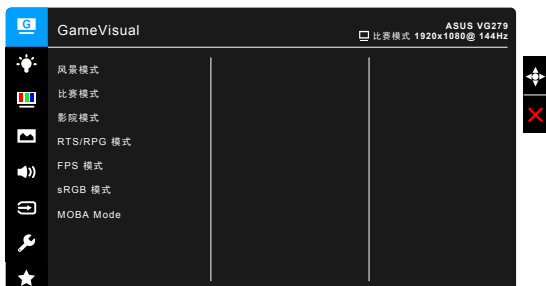 G
GameVisual
ASUS VG279
比赛模式 1920x1080@ 144Hz
风景模式
比赛模式
影院模式
RTS/RPG 模式
FPS 模式
sRGB 模式
MOBA Mode